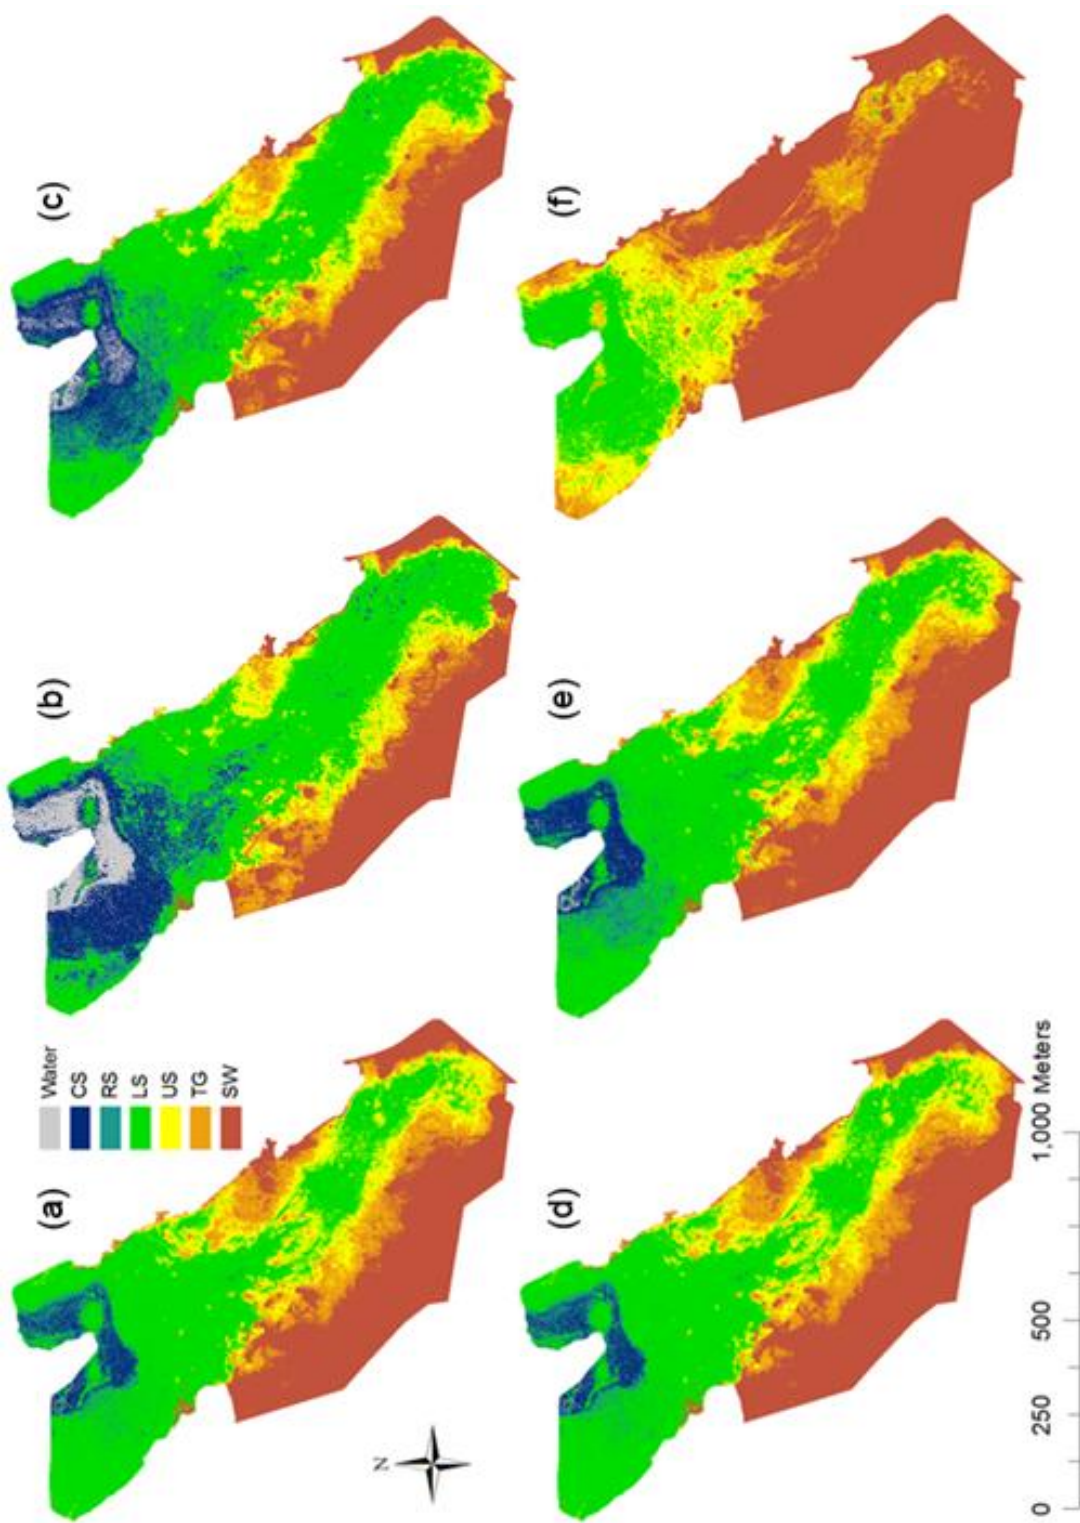 (a)
(b)
(c)
Water
CS
RS
LS
US
TG
SW
N
(d)
(e)
(f)
0 250 500 1,000 Meters